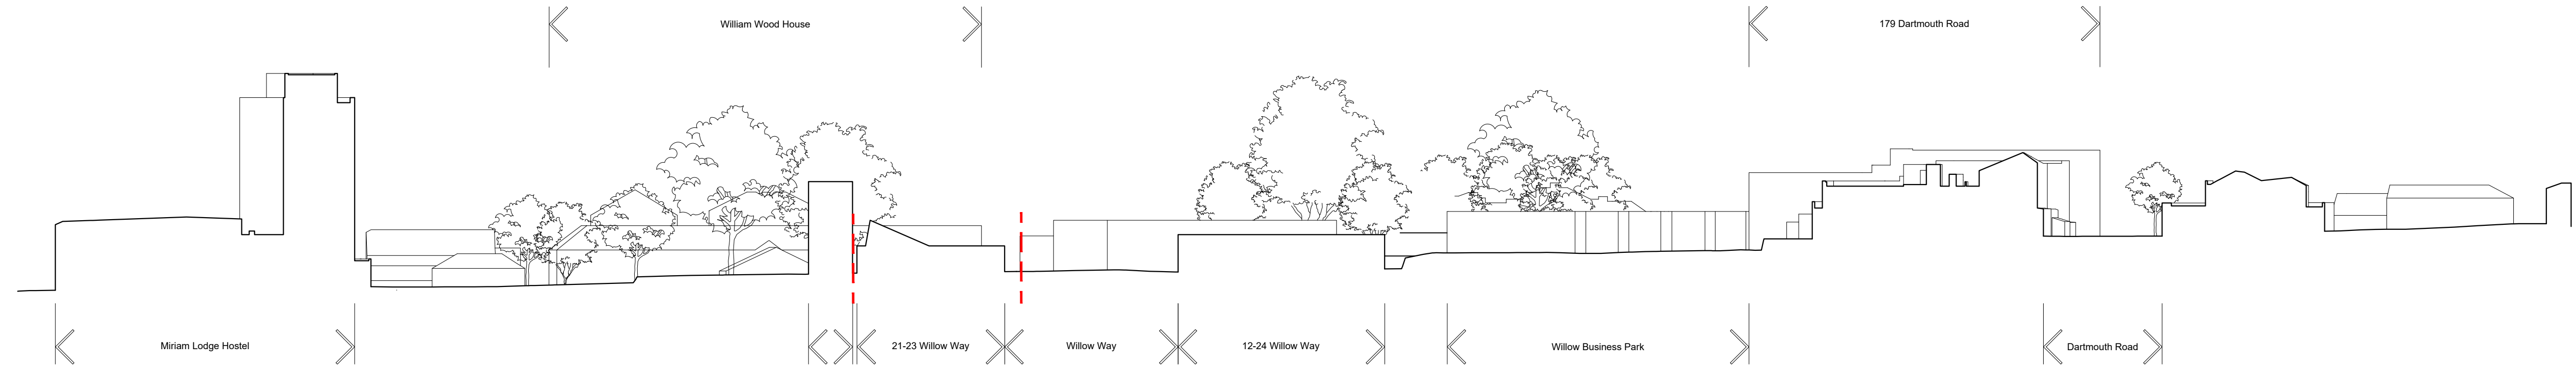 William Wood House
179 Dartmouth Road
Miriam Lodge Hostel
21-23 Willow Way
Willow Way
12-24 Willow Way
Willow Business Park
Dartmouth Road